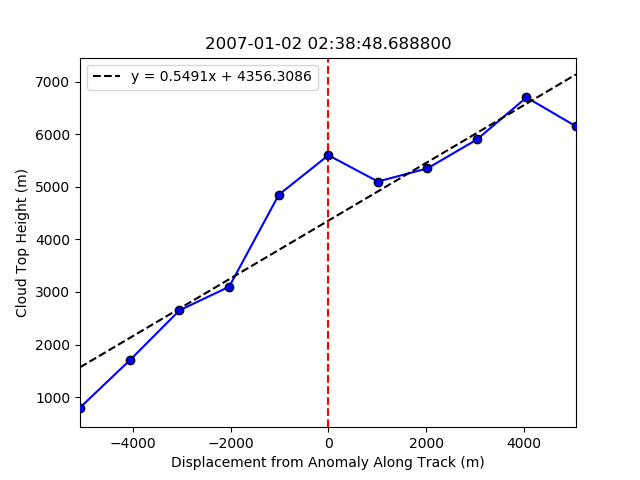 2007-01-02 02:38:48.688800
y = 0.5491x + 4356.3086
7000
6000
5000
4000
3000
2000
1000
Cloud Top Height (m)
−4000 −2000 0 2000 4000
Displacement from Anomaly Along Track (m)